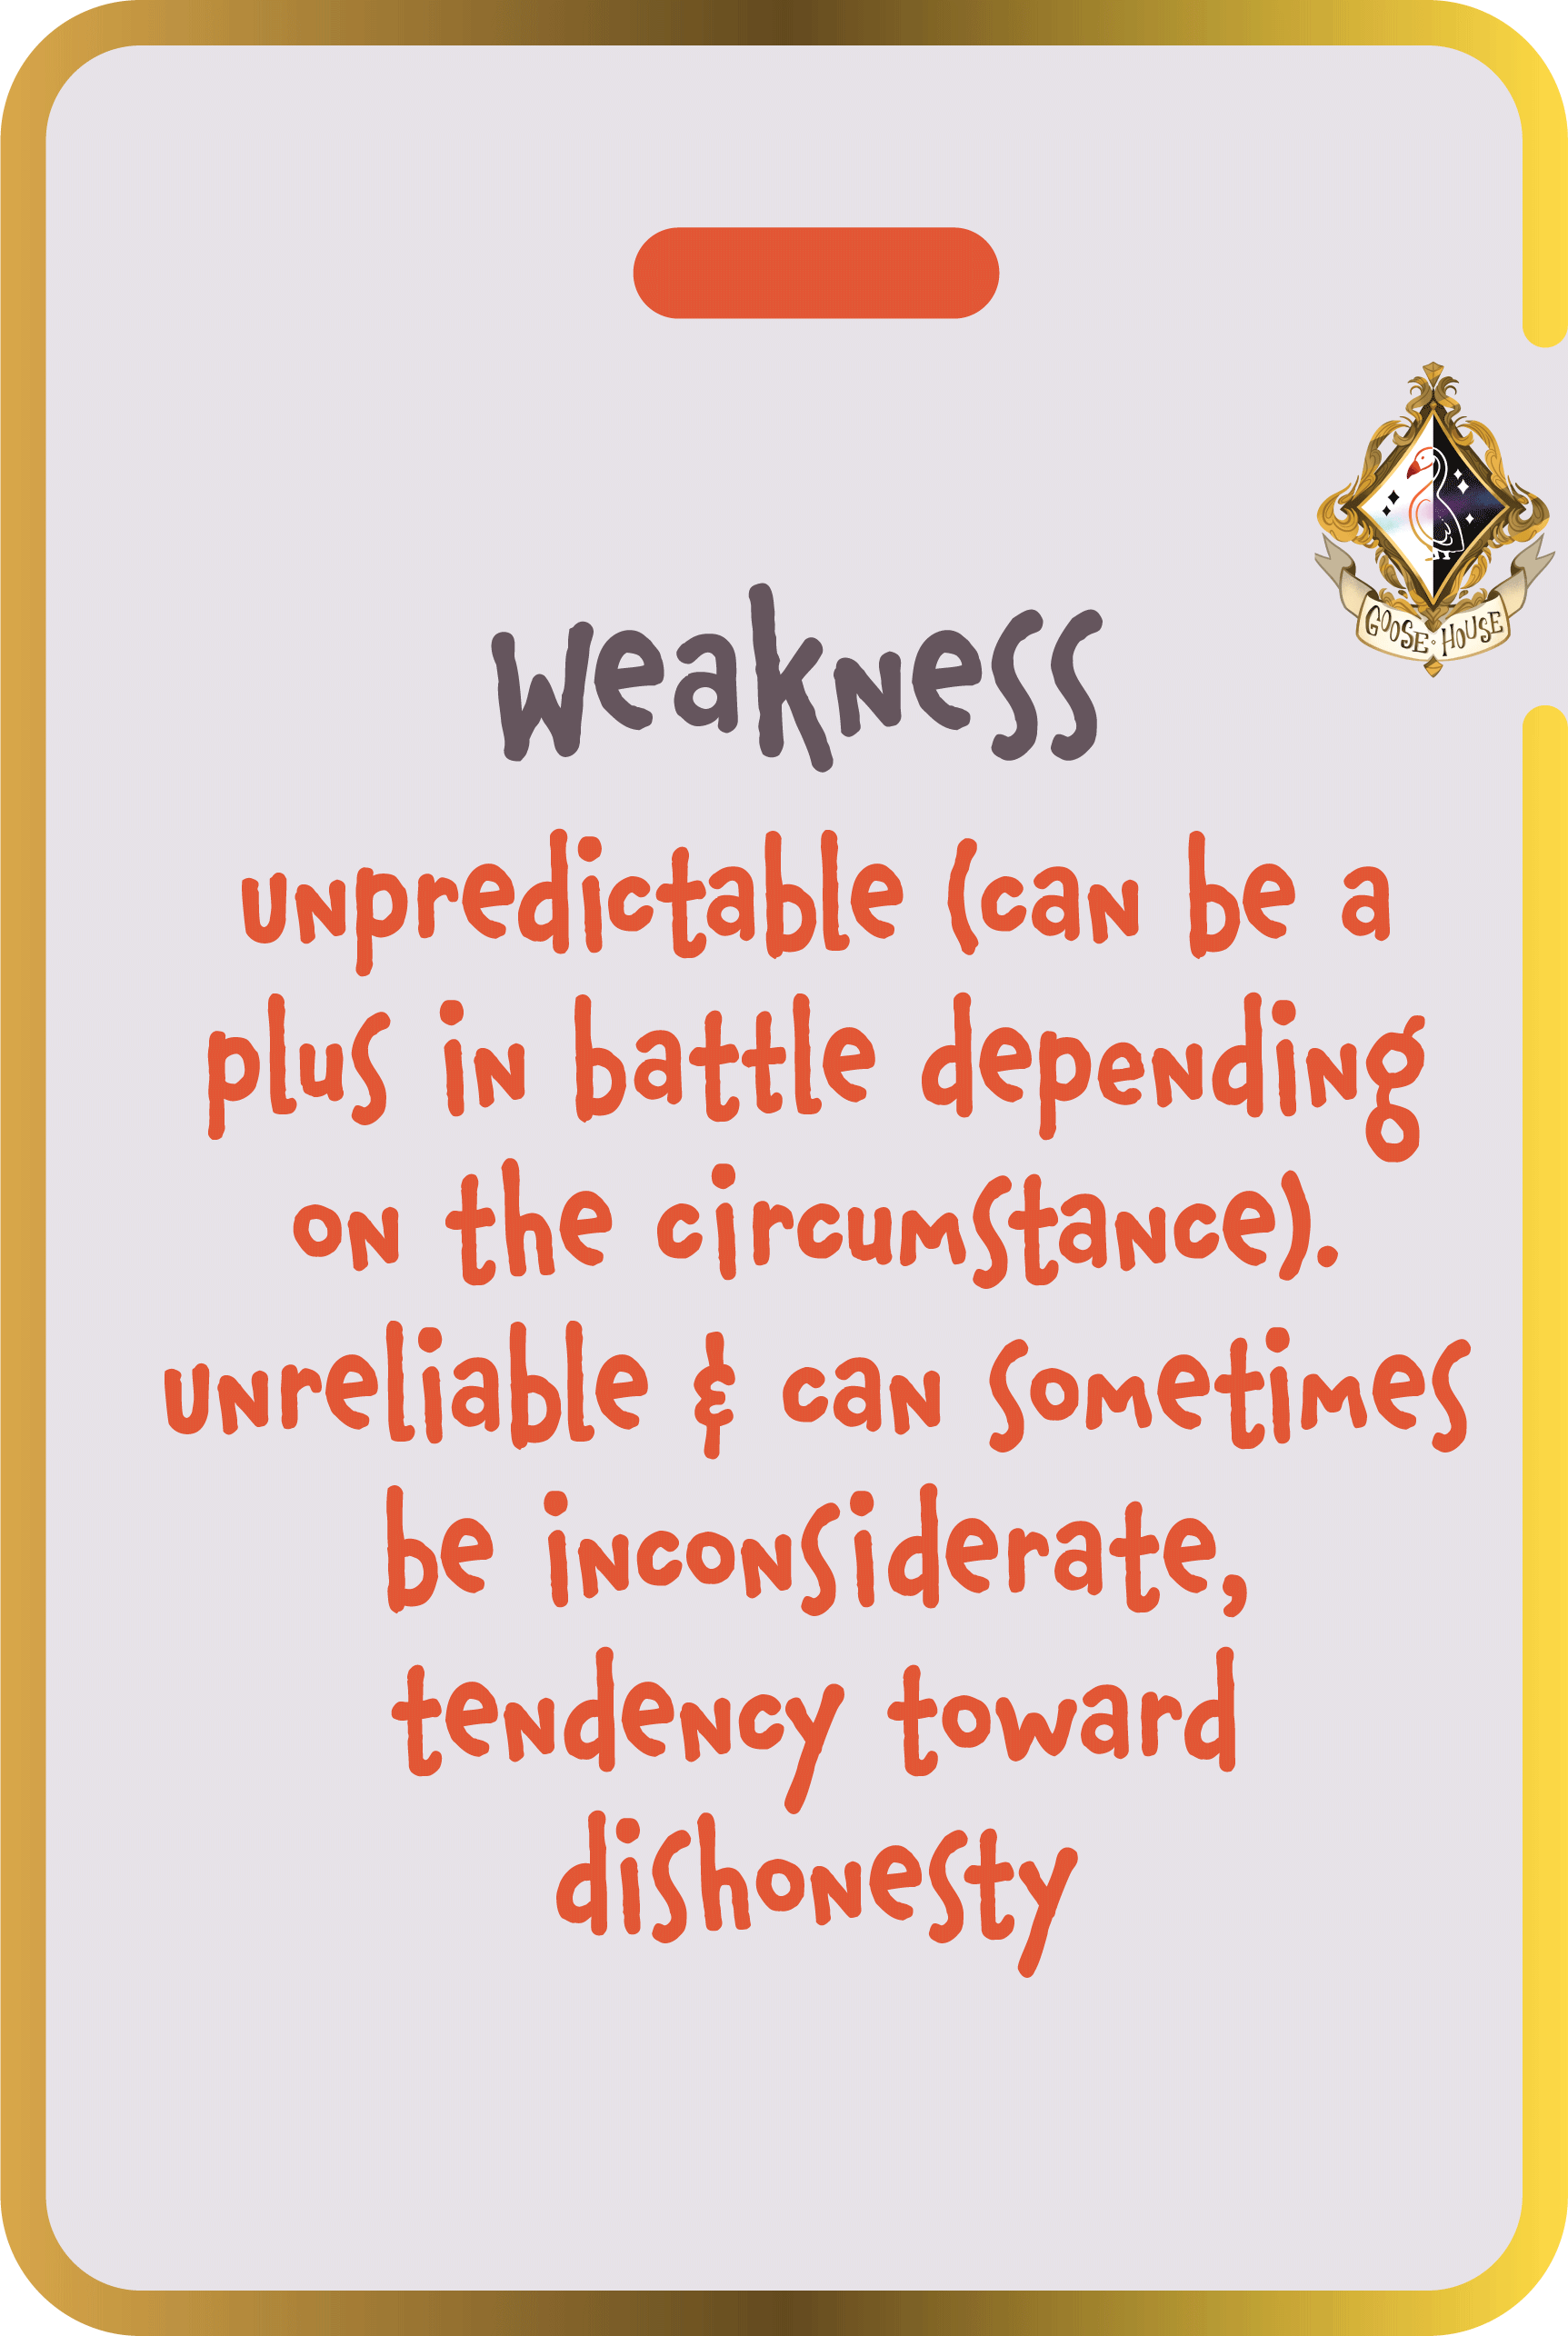 weakness
unpredictable (can be a
plus in battle depending
on the circumstance).
unreliable & can sometimes
be inconsiderate,
tendency toward
dishonesty
GOOSE · HOUSE